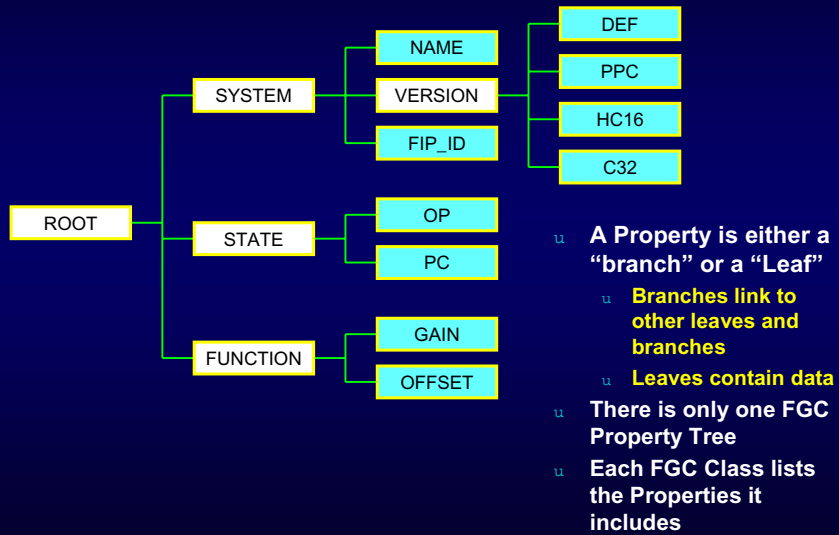 ROOT
SYSTEM
NAME
VERSION
DEF
PPC
HC16
C32
FIP_ID
STATE
OP
PC
FUNCTION
GAIN
OFFSET
u A Property is either a
“branch” or a “Leaf”
u Branches link to
other leaves and
branches
u Leaves contain data
u There is only one FGC
Property Tree
u Each FGC Class lists
the Properties it
includes